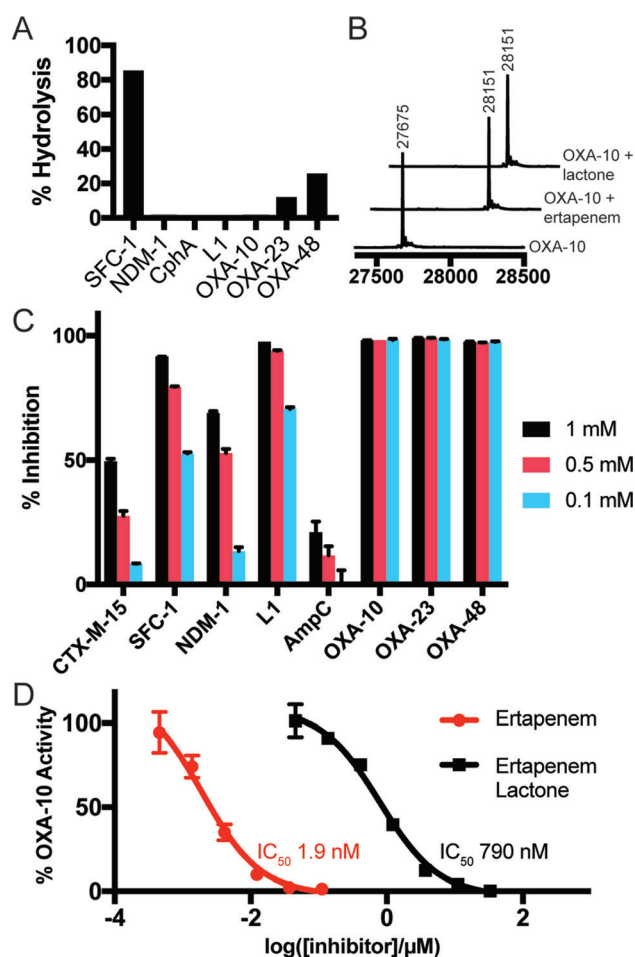 A
% Hydrolysis
100
80
60
40
20
0
SFC-1
NDM-1
CphA
L1
OXA-10
OXA-23
OXA-48
B
27675
28151
28151
OXA-10 +
lactone
OXA-10 +
ertapenem
OXA-10
27500
28000
28500
C
% Inhibition
100
50
0
CTX-M-15
SFC-1
NDM-1
L1
AmpC
OXA-10
OXA-23
OXA-48
1 mM
0.5 mM
0.1 mM
D
% OXA-10 Activity
100
50
0
Ertapenem
Ertapenem
Lactone
IC50 1.9 nM
IC50 790 nM
-4
-2
0
2
log([inhibitor]/µM)